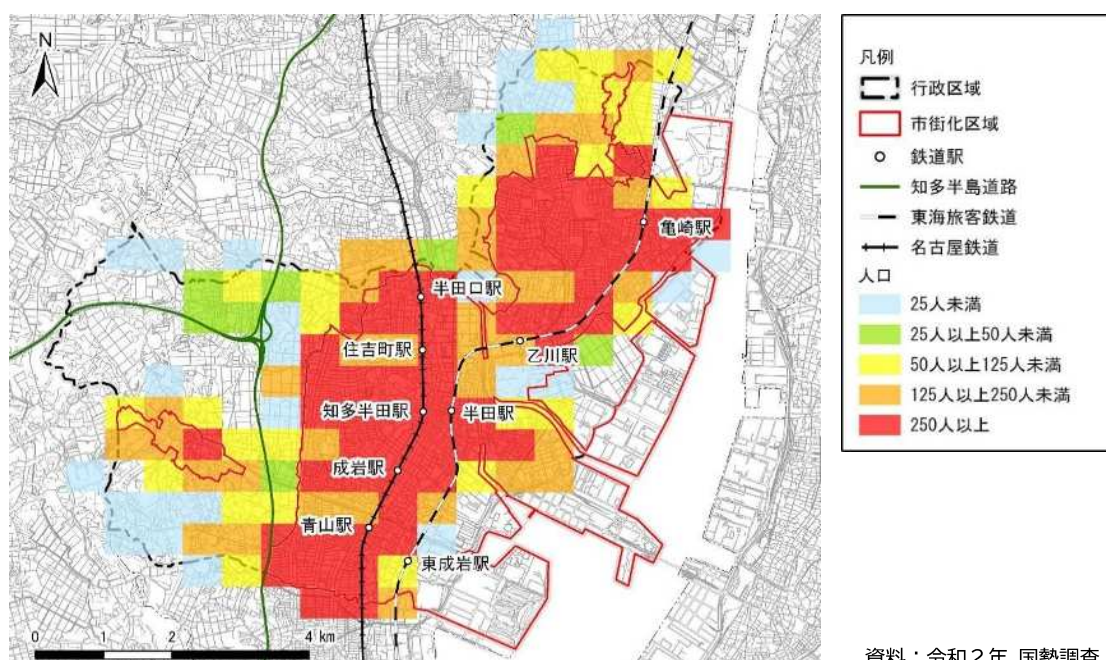 N
亀崎駅
半田口駅
住吉町駅
乙川駅
知多半田駅
半田駅
成岩駅
青山駅
東成岩駅
0 1 2 4 km
凡例
行政区域
市街化区域
鉄道駅
知多半島道路
東海旅客鉄道
名古屋鉄道
人口
25人未満
25人以上50人未満
50人以上125人未満
125人以上250人未満
250人以上
資料：令和２年 国勢調査